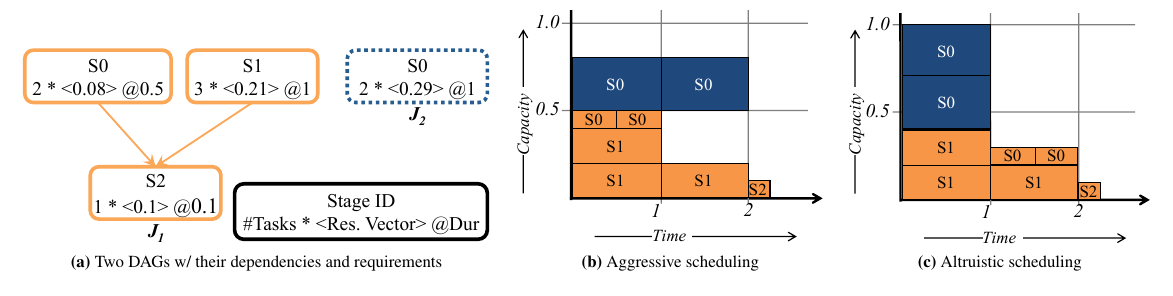 S0
2 * <0.08> @0.5
S1
3 * <0.21> @1
S0
2 * <0.29> @1
J2
S2
1 * <0.1> @0.1
J1
Stage ID
#Tasks * <Res. Vector> @Dur
(a) Two DAGs w/ their dependencies and requirements
1.0
0.5
Capacity
S0
S0
S0
S0
S1
S1
S1
S2
1
2
Time
(b) Aggressive scheduling
1.0
0.5
Capacity
S0
S0
S1
S0
S0
S1
S1
S2
1
2
Time
(c) Altruistic scheduling